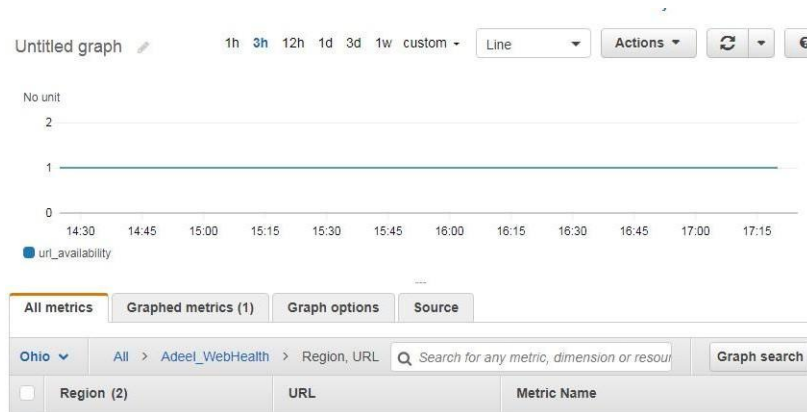 Untitled graph 1h 3h 12h 1d 3d 1w custom Line Actions
No unit
2
1
0
14:30 14:45 15:00 15:15 15:30 15:45 16:00 16:15 16:30 16:45 17:00 17:15
url_availability
All metrics Graphed metrics (1) Graph options Source
Ohio All > Adeel_WebHealth > Region, URL Search for any metric, dimension or resour Graph search
Region (2) URL Metric Name